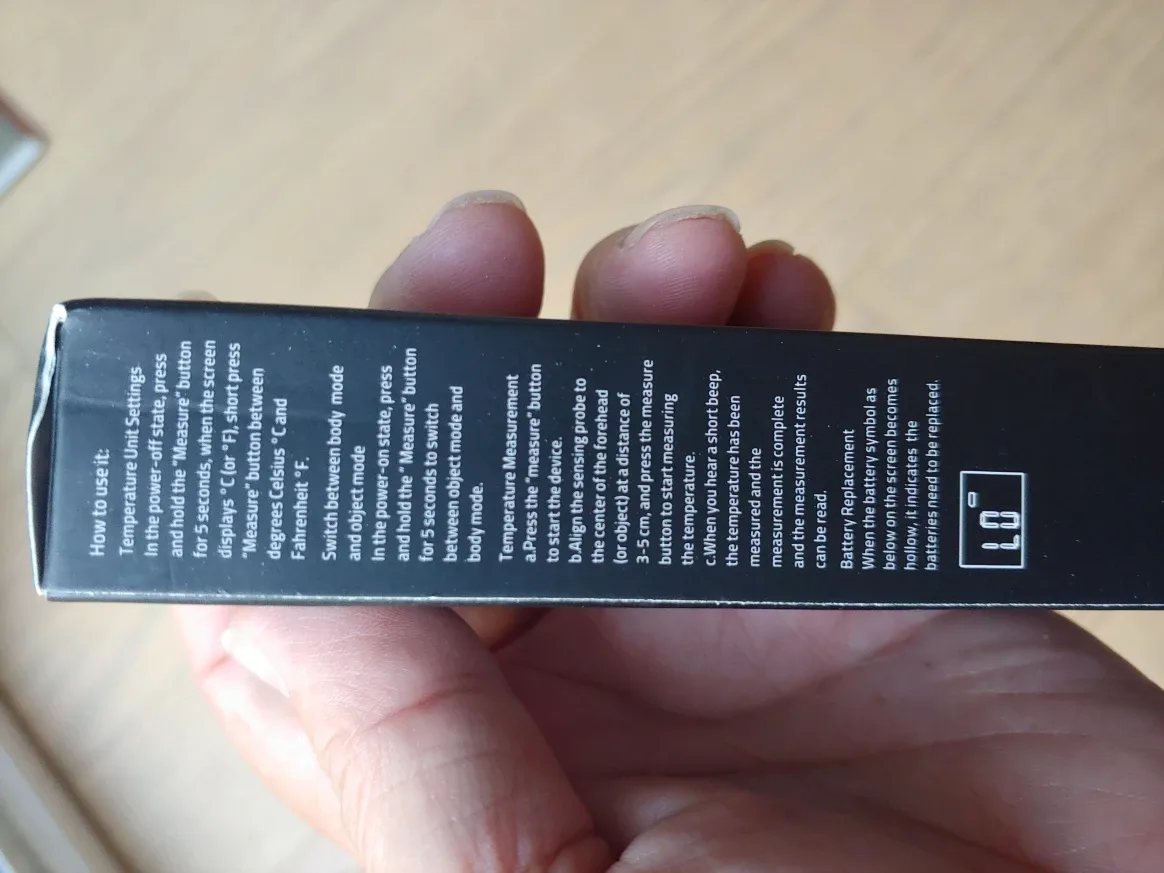 How to use it:
Temperature Unit Settings
In the power-off state, press
and hold the "Measure" button
for 5 seconds, when the screen
displays °C (or °F), short press
"Measure" button between
degrees Celsius °C and
Fahrenheit °F.
Switch between body mode
and object mode
In the power-on state, press
and hold the " Measure" button
for 5 seconds to switch
between object mode and
body mode.
Temperature Measurement
a.Press the "measure" button
to start the device.
b.Align the sensing probe to
the center of the forehead
(or object) at a distance of
3-5 cm, and press the measure
button to start measuring
the temperature.
c.When you hear a short beep,
the temperature has been
measured and the
measurement is complete
and the measurement results
can be read.
Battery Replacement
When the battery symbol as
below on the screen becomes
hollow, it indicates the
batteries need to be replaced.
Lo°